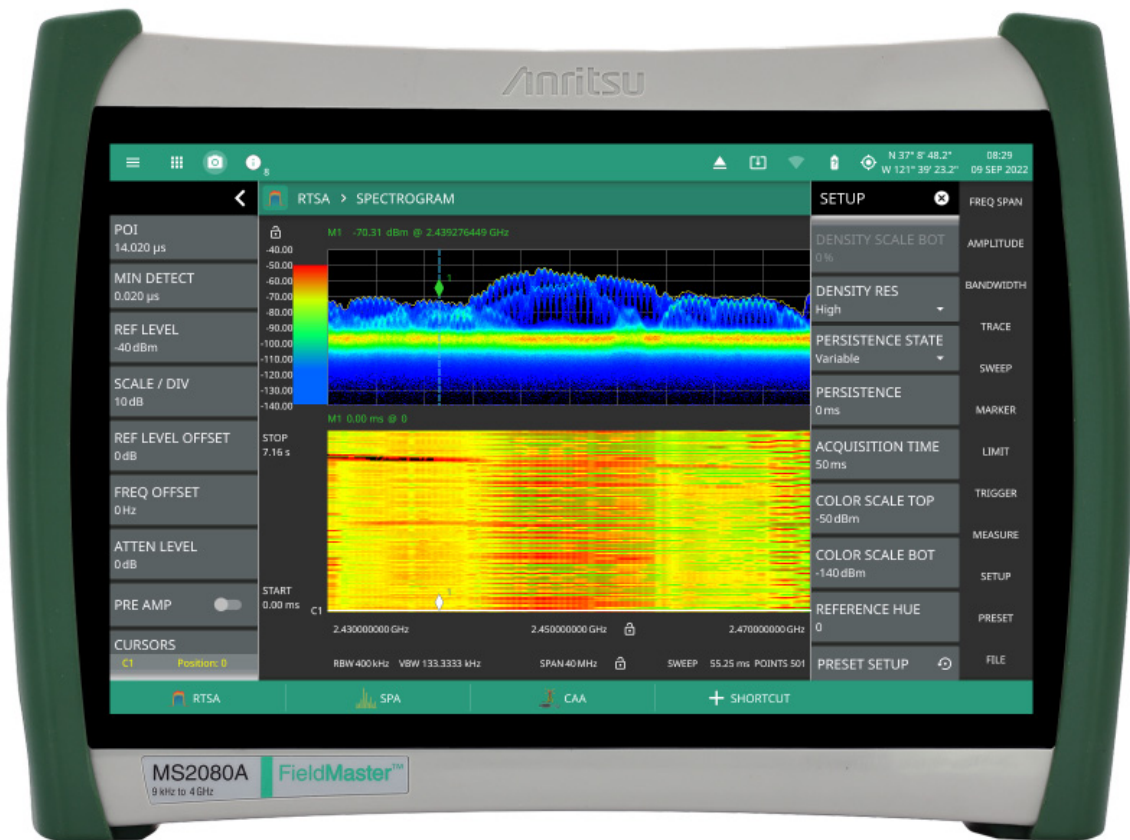 Anritsu
8
N 37° 8' 48.2"
W 121° 39' 23.2"
08:29
09 SEP 2022
RTSA > SPECTROGRAM
SETUP
FREQ SPAN
AMPLITUDE
BANDWIDTH
TRACE
SWEEP
MARKER
LIMIT
TRIGGER
MEASURE
SETUP
PRESET
FILE
POI
14.020 µs
MIN DETECT
0.020 µs
REF LEVEL
-40 dBm
SCALE / DIV
10 dB
REF LEVEL OFFSET
0 dB
FREQ OFFSET
0 Hz
ATTEN LEVEL
0 dB
PRE AMP
CURSORS
C1 Position: 0
M1 -70.31 dBm @ 2.439276449 GHz
-40.00
-50.00
-60.00
-70.00
-80.00
-90.00
-100.00
-110.00
-120.00
-130.00
-140.00
1
M1 0.00 ms @ 0
STOP
7.16 s
START
0.00 ms
C1
1
2.430000000 GHz
2.450000000 GHz
2.470000000 GHz
RBW 400 kHz VBW 133.3333 kHz SPAN 40 MHz SWEEP 55.25 ms POINTS 501
DENSITY SCALE BOT
0 %
DENSITY RES
High
PERSISTENCE STATE
Variable
PERSISTENCE
0 ms
ACQUISITION TIME
50 ms
COLOR SCALE TOP
-50 dBm
COLOR SCALE BOT
-140 dBm
REFERENCE HUE
0
PRESET SETUP
RTSA
SPA
CAA
+ SHORTCUT
MS2080A
9 kHz to 4 GHz
FieldMaster™